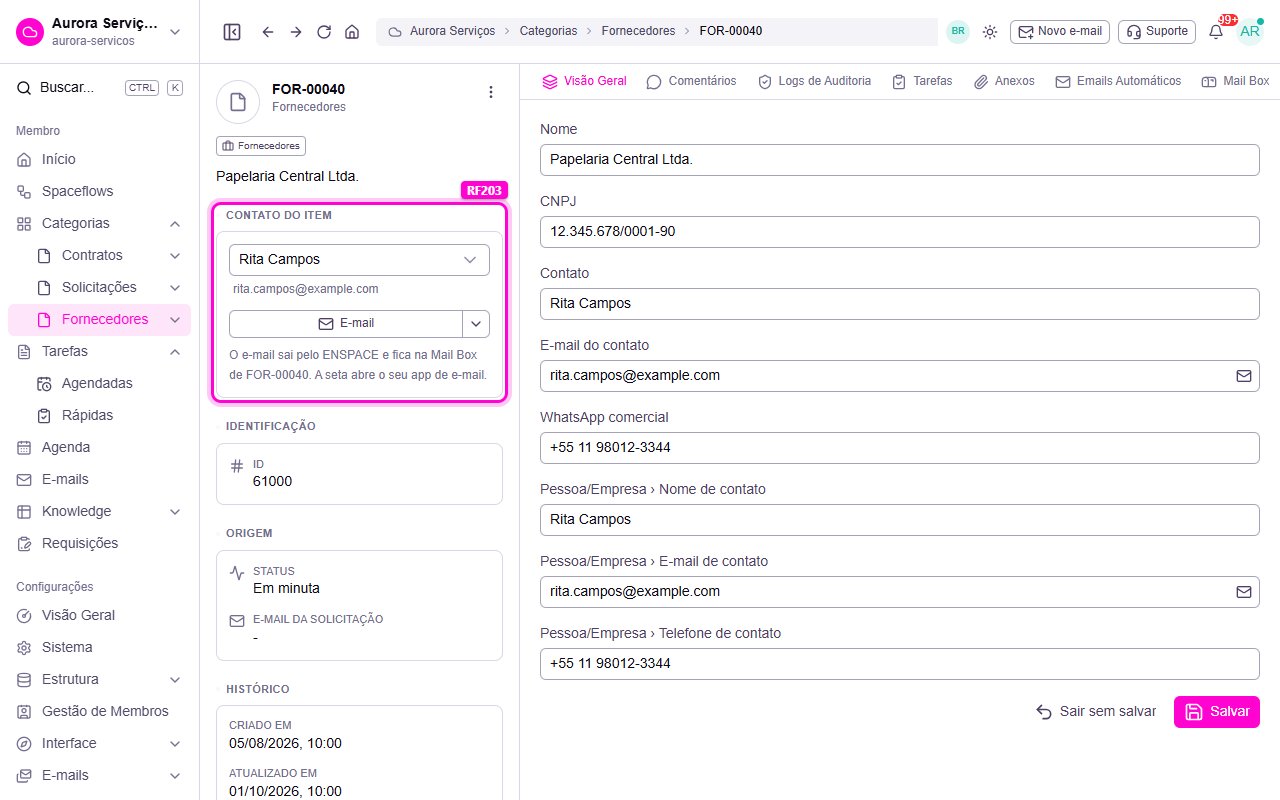 Aurora Serviç...
aurora-servicos
Aurora Serviços > Categorias > Fornecedores > FOR-00040
BR
Novo e-mail
Suporte
99+
AR
Buscar...
CTRL K
Membro
Início
Spaceflows
Categorias
Contratos
Solicitações
Fornecedores
Tarefas
Agendadas
Rápidas
Agenda
E-mails
Knowledge
Requisições
Configurações
Visão Geral
Sistema
Estrutura
Gestão de Membros
Interface
E-mails
FOR-00040
Fornecedores
Fornecedores
Papelaria Central Ltda.
RF203
CONTATO DO ITEM
Rita Campos
rita.campos@example.com
E-mail
O e-mail sai pelo ENSPACE e fica na Mail Box
de FOR-00040. A seta abre o seu app de e-mail.
IDENTIFICAÇÃO
ID
61000
ORIGEM
STATUS
Em minuta
E-MAIL DA SOLICITAÇÃO
-
HISTÓRICO
CRIADO EM
05/08/2026, 10:00
ATUALIZADO EM
01/10/2026, 10:00
Visão Geral
Comentários
Logs de Auditoria
Tarefas
Anexos
Emails Automáticos
Mail Box
Nome
Papelaria Central Ltda.
CNPJ
12.345.678/0001-90
Contato
Rita Campos
E-mail do contato
rita.campos@example.com
WhatsApp comercial
+55 11 98012-3344
Pessoa/Empresa › Nome de contato
Rita Campos
Pessoa/Empresa › E-mail de contato
rita.campos@example.com
Pessoa/Empresa › Telefone de contato
+55 11 98012-3344
Sair sem salvar
Salvar